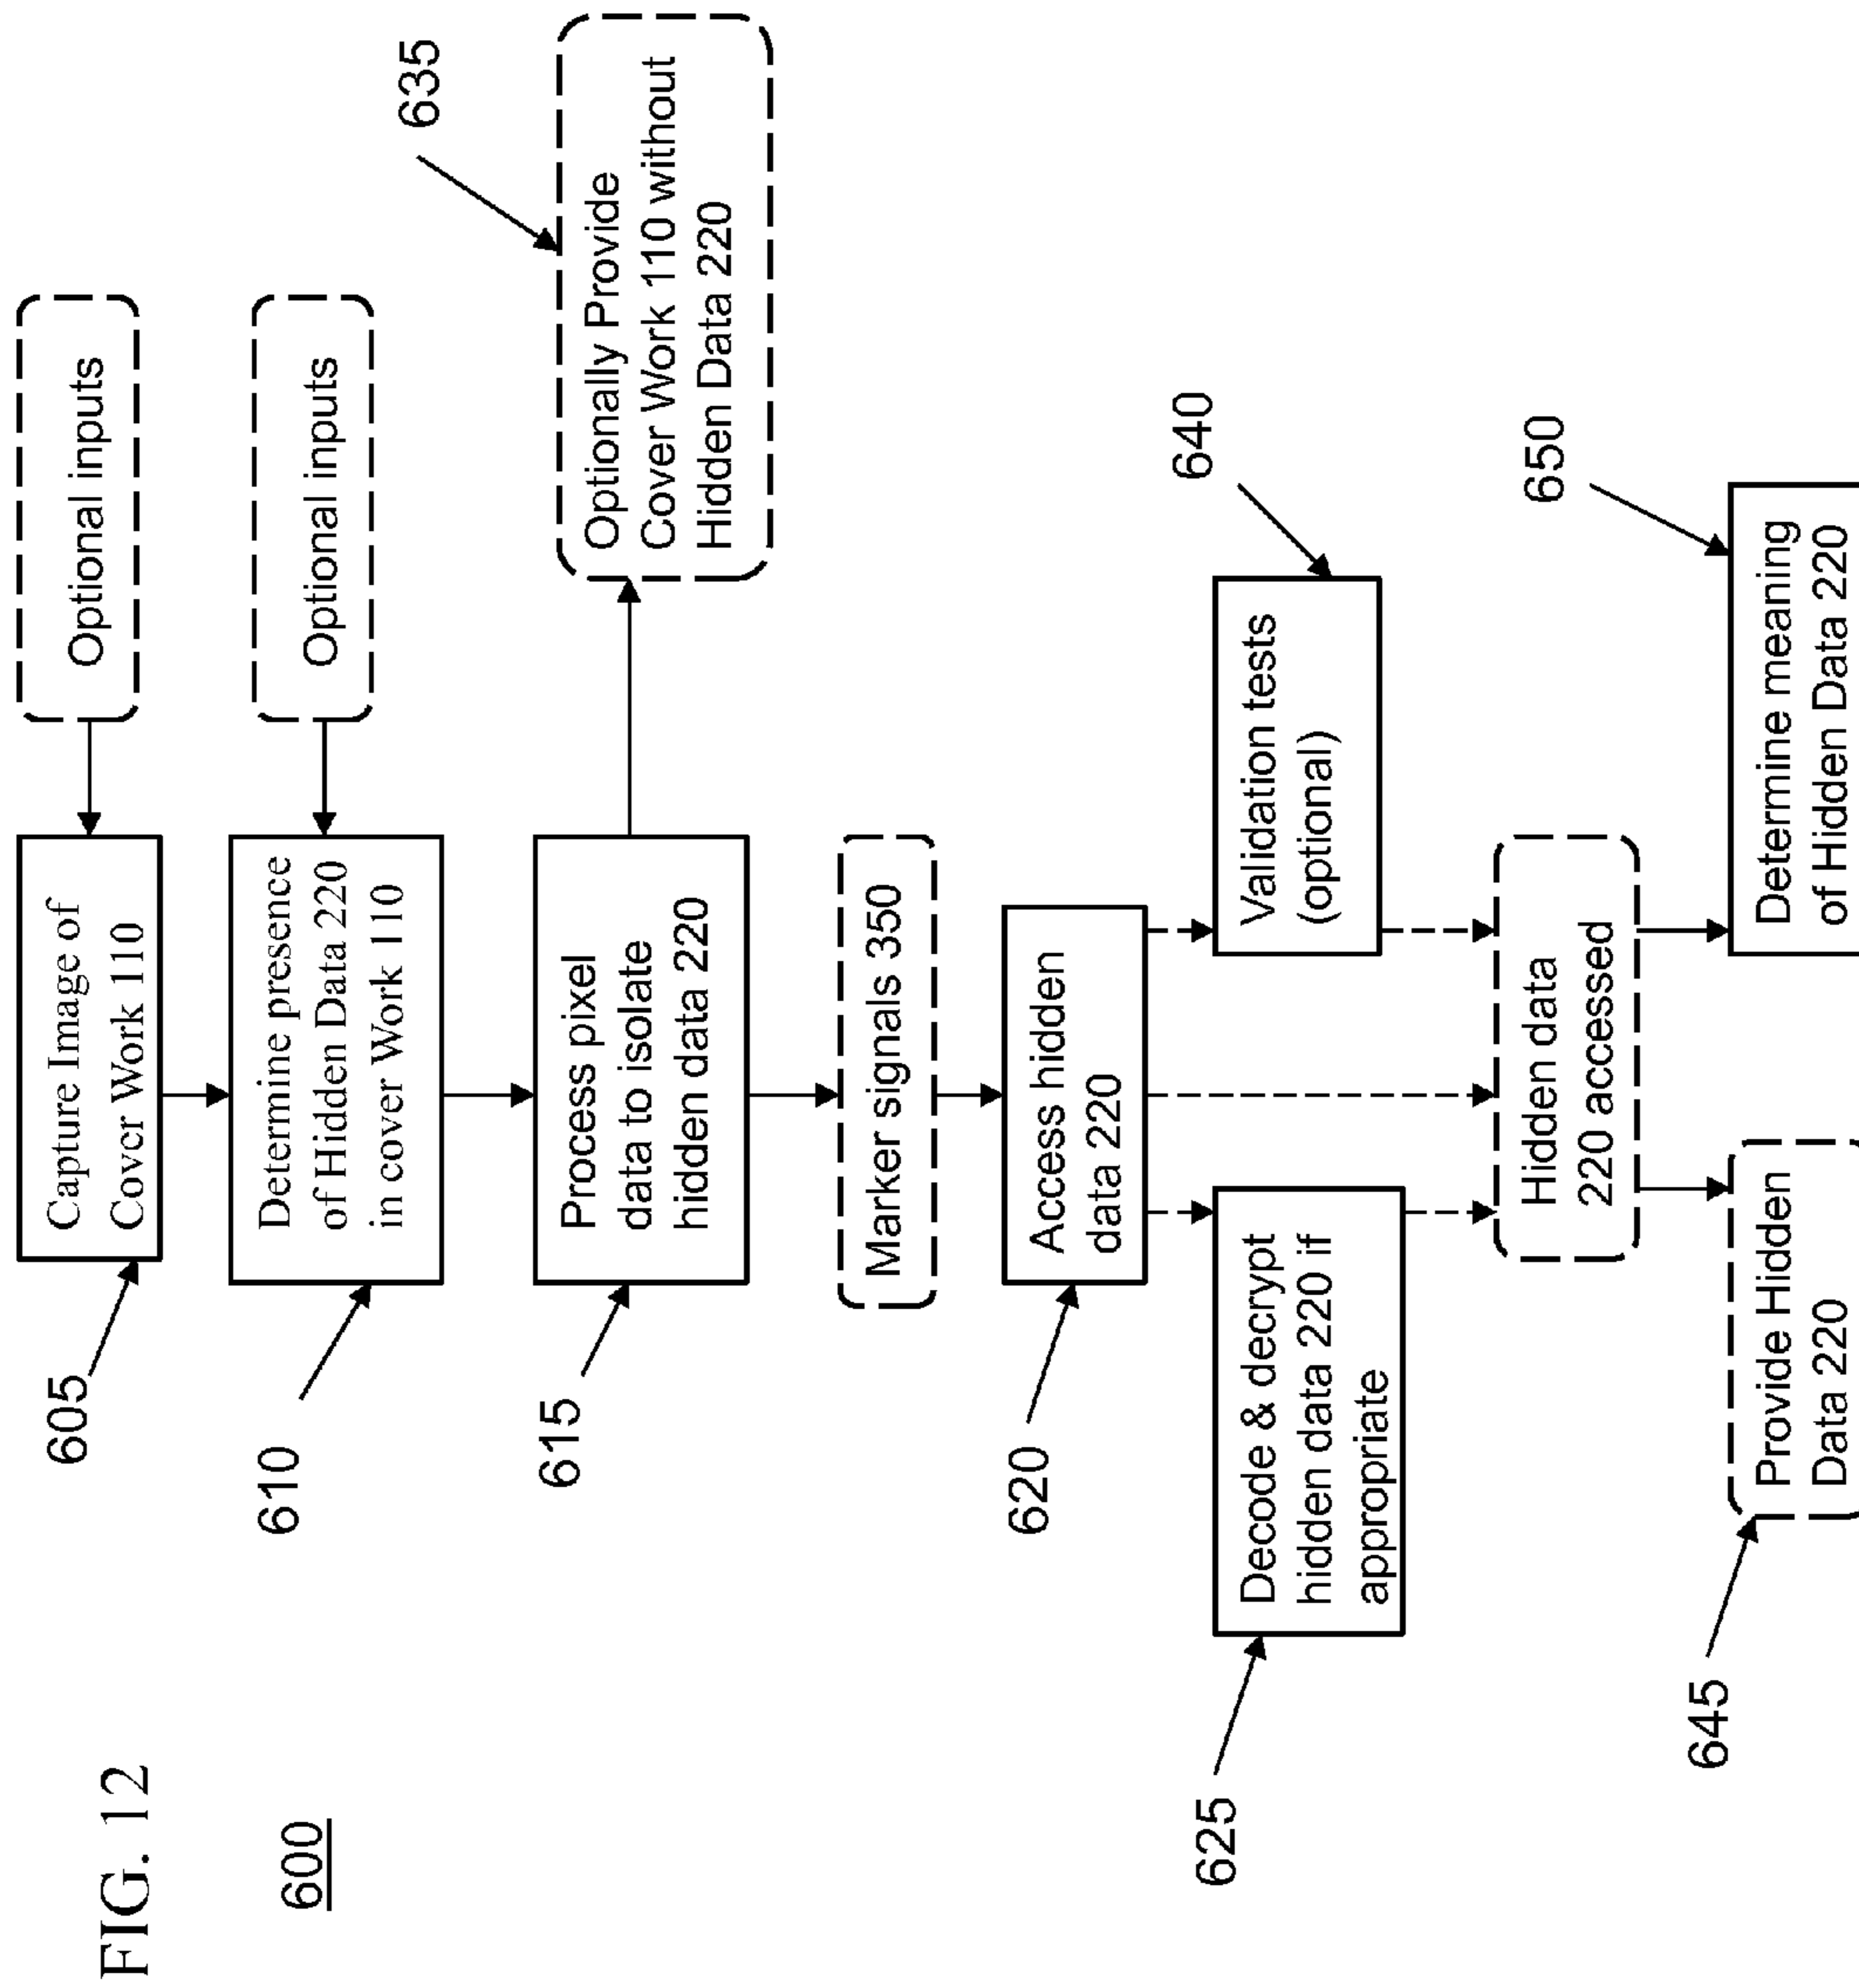 FIG. 12
600
605
Capture Image of
Cover Work 110
Optional inputs
610
Determine presence
of Hidden Data 220
in cover Work 110
Optional inputs
615
Process pixel
data to isolate
hidden data 220
635
Optionally Provide
Cover Work 110 without
Hidden Data 220
Marker signals 350
620
Access hidden
data 220
625
Decode & decrypt
hidden data 220 if
appropriate
640
Validation tests
(optional)
Hidden data
220 accessed
645
Provide Hidden
Data 220
650
Determine meaning
of Hidden Data 220